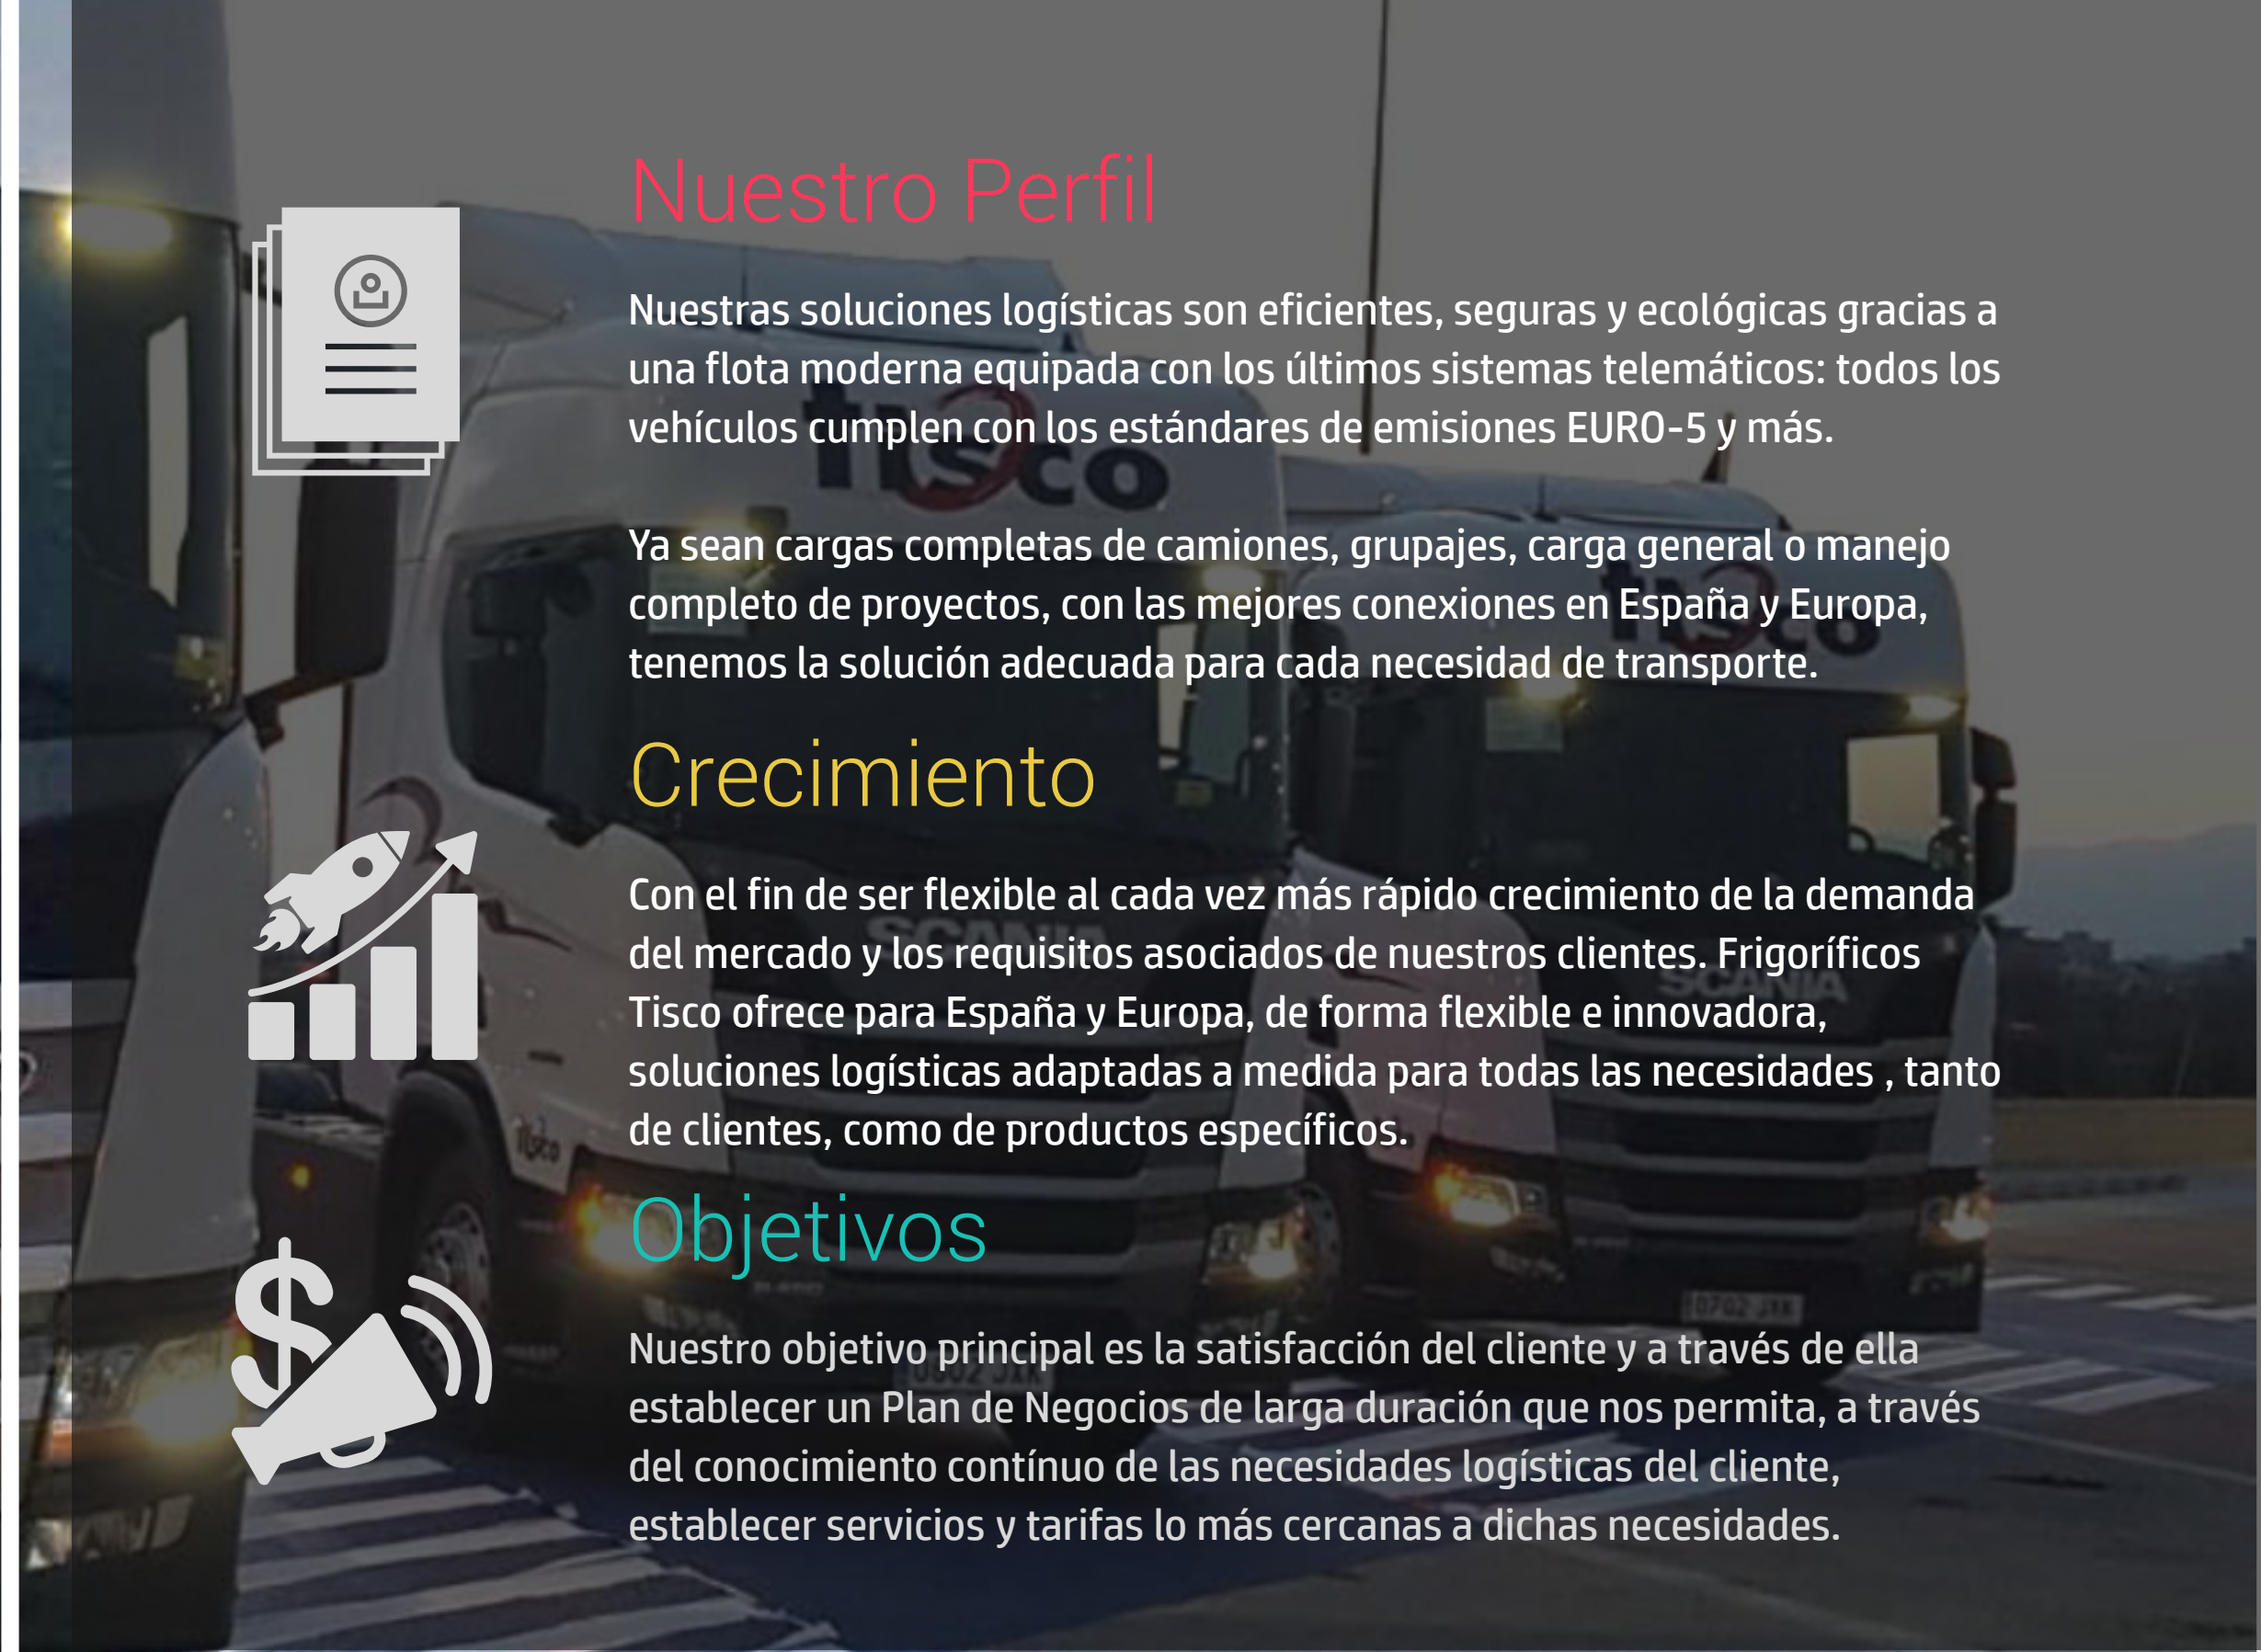 Nuestro Perfil
Nuestras soluciones logísticas son eficientes, seguras y ecológicas gracias a
una flota moderna equipada con los últimos sistemas telemáticos: todos los
vehículos cumplen con los estándares de emisiones EURO-5 y más.
tisco
Ya sean cargas completas de camiones, grupajes, carga general o manejo
completo de proyectos, con las mejores conexiones en España y Europa,
tenemos la solución adecuada para cada necesidad de transporte.
tisco
Crecimiento
Con el fin de ser flexible al cada vez más rápido crecimiento de la demanda
del mercado y los requisitos asociados de nuestros clientes. Frigoríficos
Tisco ofrece para España y Europa, de forma flexible e innovadora,
soluciones logísticas adaptadas a medida para todas las necesidades , tanto
de clientes, como de productos específicos.
SCANIA
SCANIA
Tisco
Objetivos
Nuestro objetivo principal es la satisfacción del cliente y a través de ella
establecer un Plan de Negocios de larga duración que nos permita, a través
del conocimiento contínuo de las necesidades logísticas del cliente,
establecer servicios y tarifas lo más cercanas a dichas necesidades.
0702 JXK